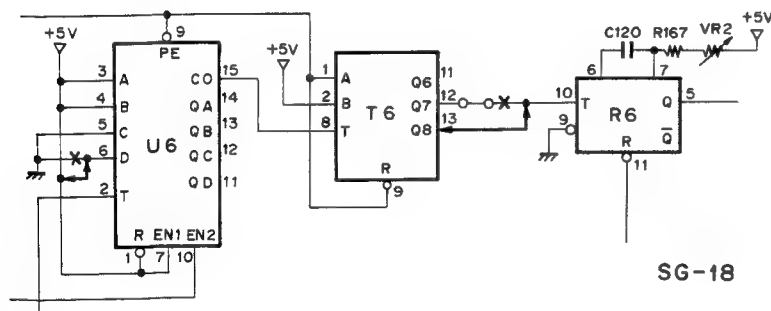 +5V
9
PE
3
A
4
B
5
C
6
D
2
T
U6
CO
15
QA
14
QB
13
QC
12
QD
11
R
EN1
EN2
1
7
10
+5V
1
A
2
B
8
T
T6
Q6
11
Q7
12
Q8
13
R
9
C120
R167
VR2
+5V
6
7
10
T
Q
5
9
R6
R
Q
11
SG-18